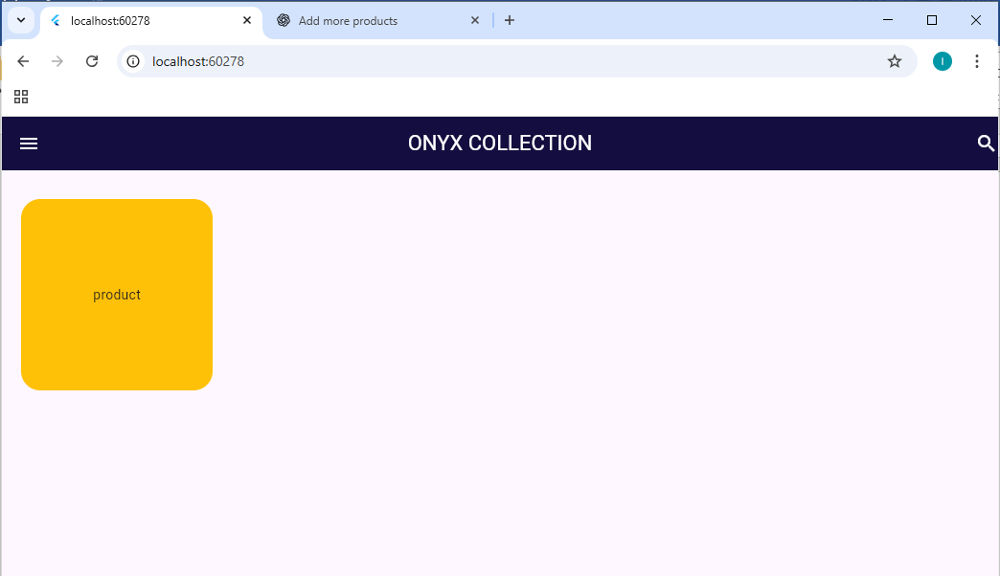 localhost:60278
Add more products
localhost:60278
I
ONYX COLLECTION
product